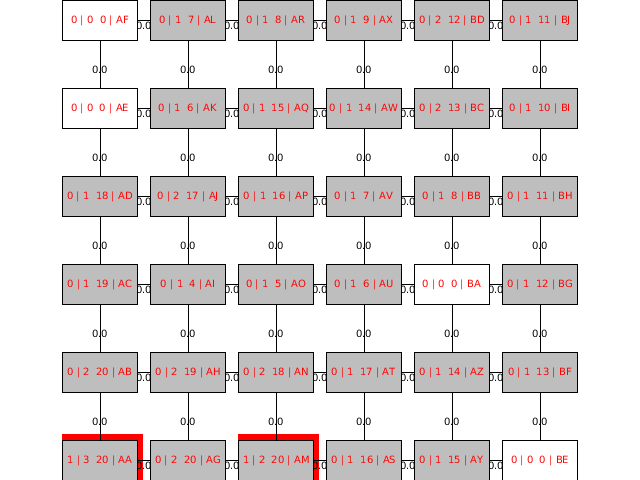 0 | 0 0 | AF 0.0 0 | 1 7 | AL 0.0 0 | 1 8 | AR 0.0 0 | 1 9 | AX 0.0 0 | 2 12 | BD 0.0 0 | 1 11 | BJ
0.0 0.0 0.0 0.0 0.0 0.0
0 | 0 0 | AE 0.0 0 | 1 6 | AK 0.0 0 | 1 15 | AQ 0.0 0 | 1 14 | AW 0.0 0 | 2 13 | BC 0.0 0 | 1 10 | BI
0.0 0.0 0.0 0.0 0.0 0.0
0 | 1 18 | AD 0.0 0 | 2 17 | AJ 0.0 0 | 1 16 | AP 0.0 0 | 1 7 | AV 0.0 0 | 1 8 | BB 0.0 0 | 1 11 | BH
0.0 0.0 0.0 0.0 0.0 0.0
0 | 1 19 | AC 0.0 0 | 1 4 | AI 0.0 0 | 1 5 | AO 0.0 0 | 1 6 | AU 0.0 0 | 0 0 | BA 0.0 0 | 1 12 | BG
0.0 0.0 0.0 0.0 0.0 0.0
0 | 2 20 | AB 0.0 0 | 2 19 | AH 0.0 0 | 2 18 | AN 0.0 0 | 1 17 | AT 0.0 0 | 1 14 | AZ 0.0 0 | 1 13 | BF
0.0 0.0 0.0 0.0 0.0 0.0
1 | 3 20 | AA 0.0 0 | 2 20 | AG 0.0 1 | 2 20 | AM 0.0 0 | 1 16 | AS 0.0 0 | 1 15 | AY 0.0 0 | 0 0 | BE